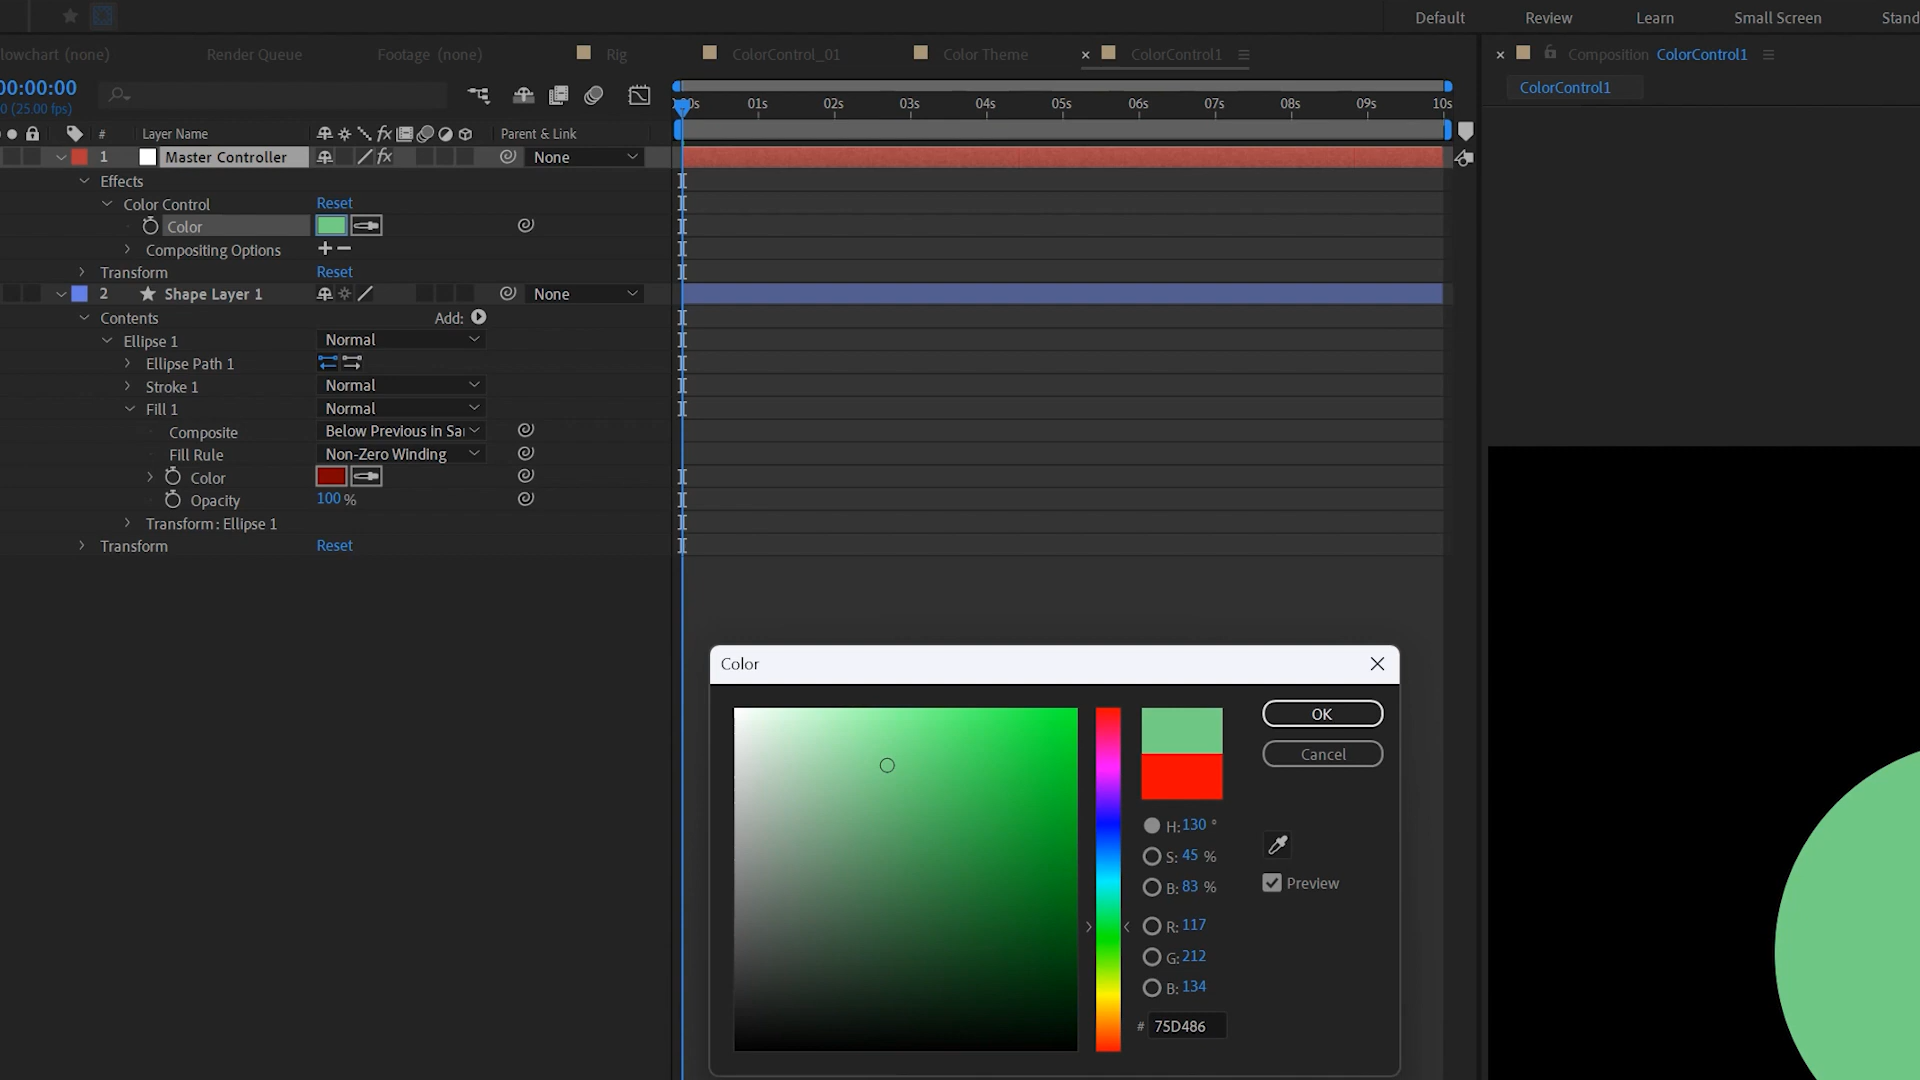 Default Review Learn Small Screen Stand
lowchart (none) Render Queue Footage (none) Rig ColorControl_01 Color Theme × ColorControl1 × Composition ColorControl1
00:00:00
0 (25.00 fps)
ColorControl1
:00s 01s 02s 03s 04s 05s 06s 07s 08s 09s 10s
# Layer Name fx Parent & Link
1 Master Controller fx None
Effects
Color Control Reset
Color
Compositing Options + −
Transform Reset
2 Shape Layer 1 None
Contents Add:
Ellipse 1 Normal
Ellipse Path 1
Stroke 1 Normal
Fill 1 Normal
Composite Below Previous in Sa
Fill Rule Non-Zero Winding
Color
Opacity 100 %
Transform: Ellipse 1
Transform Reset
Color
OK
Cancel
H: 130 °
S: 45 %
B: 83 %
Preview
R: 117
G: 212
B: 134
# 75D486